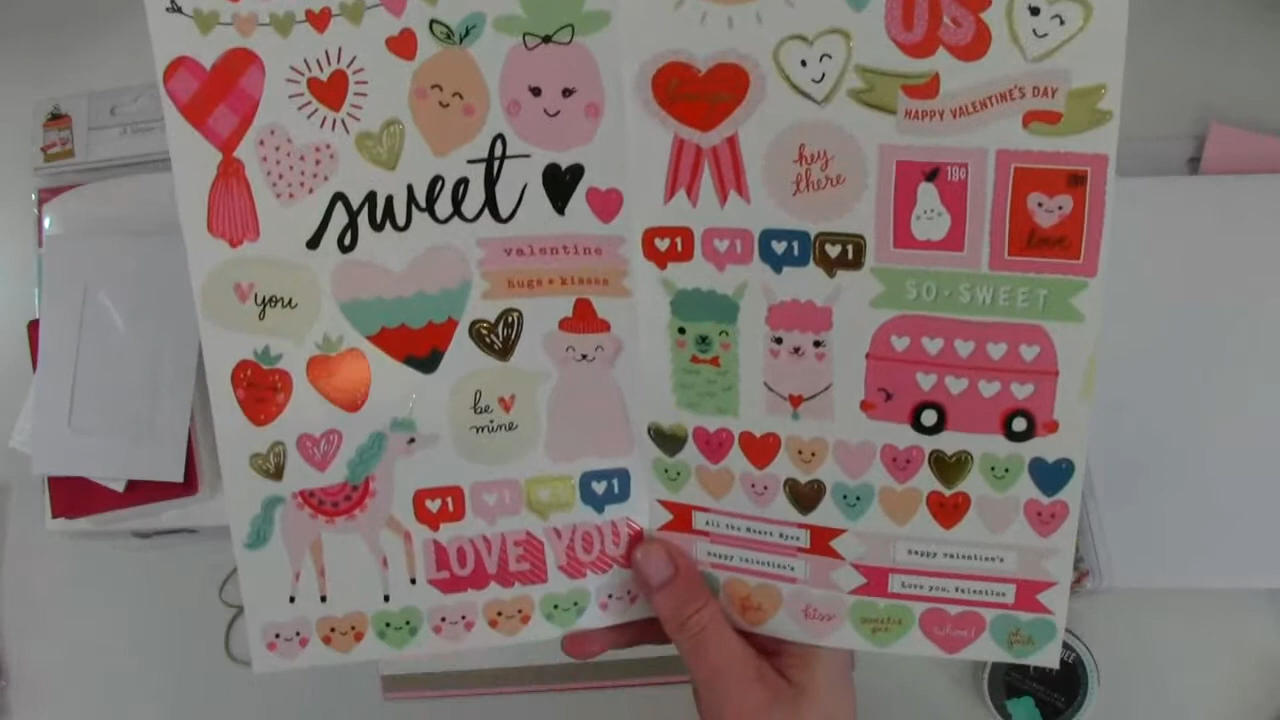 US
HAPPY VALENTINE'S DAY
hey
there
18¢
love
sweet
valentine
hugs + kisses
you
1
1
1
1
SO-SWEET
be
mine
1
1
1
1
LOVE YOU
All the Heart Eyes
happy valentine's
Happy valentine's
Love you, Valentine
kiss
sweetie
pie